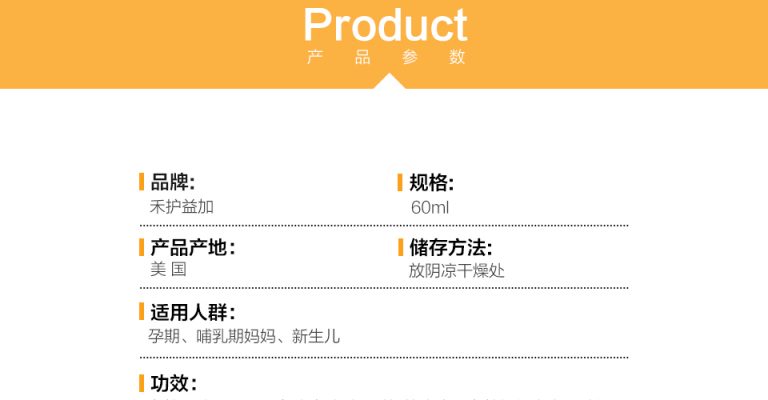 Product
产品参数
品牌:
规格:
禾护益加
60ml
产品产地:
储存方法:
美国
放阴凉干燥处
适用人群:
孕期、哺乳期妈妈、新生儿
功效: